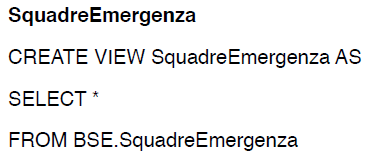 SquadreEmergenza
CREATE VIEW SquadreEmergenza AS
SELECT *
FROM BSE.SquadreEmergenza